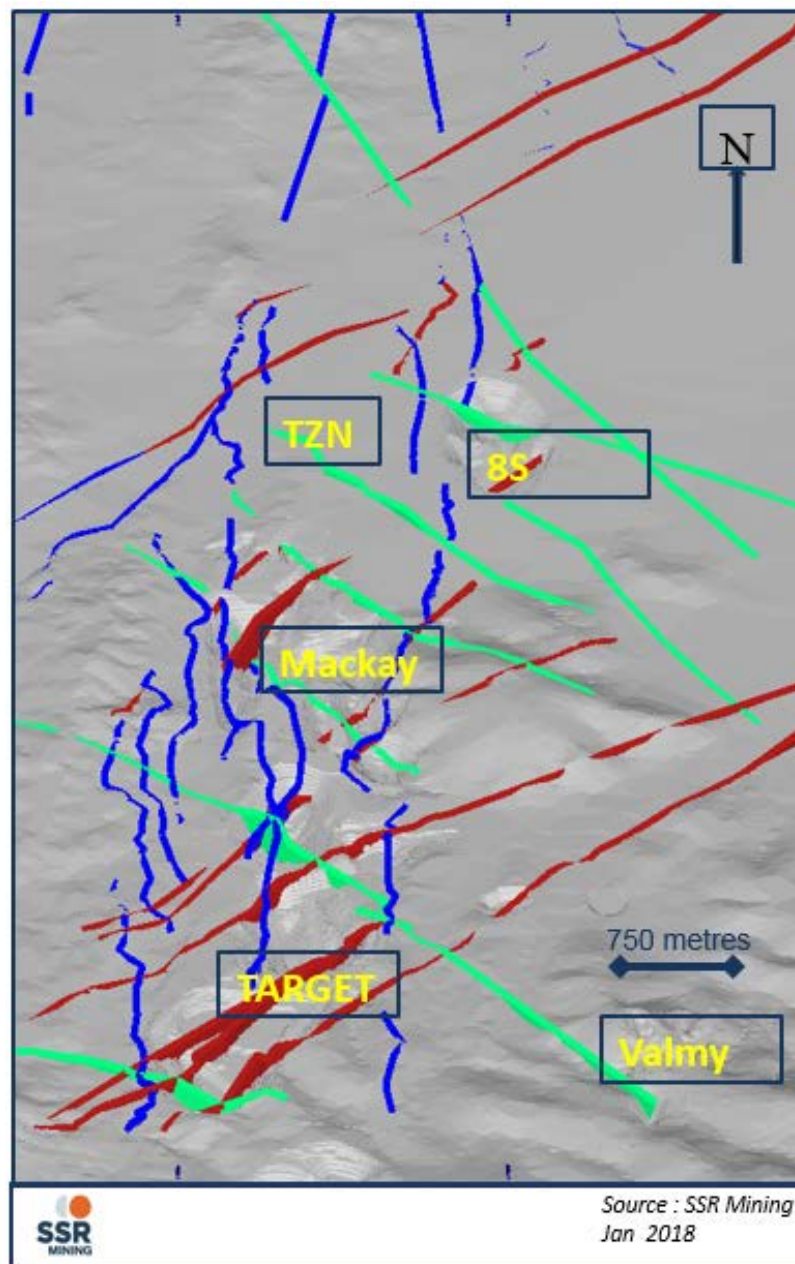 N
TZN
8S
Mackay
750 metres
TARGET
Valmy
SSR
MINING
Source : SSR Mining
Jan 2018